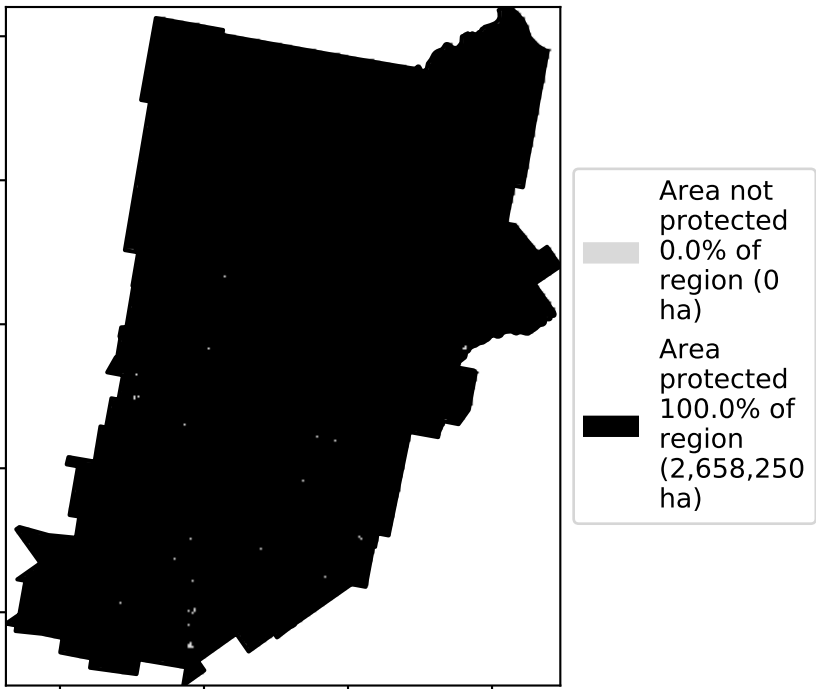 Area not
protected
0.0% of
region (0
ha)
Area
protected
100.0% of
region
(2,658,250
ha)